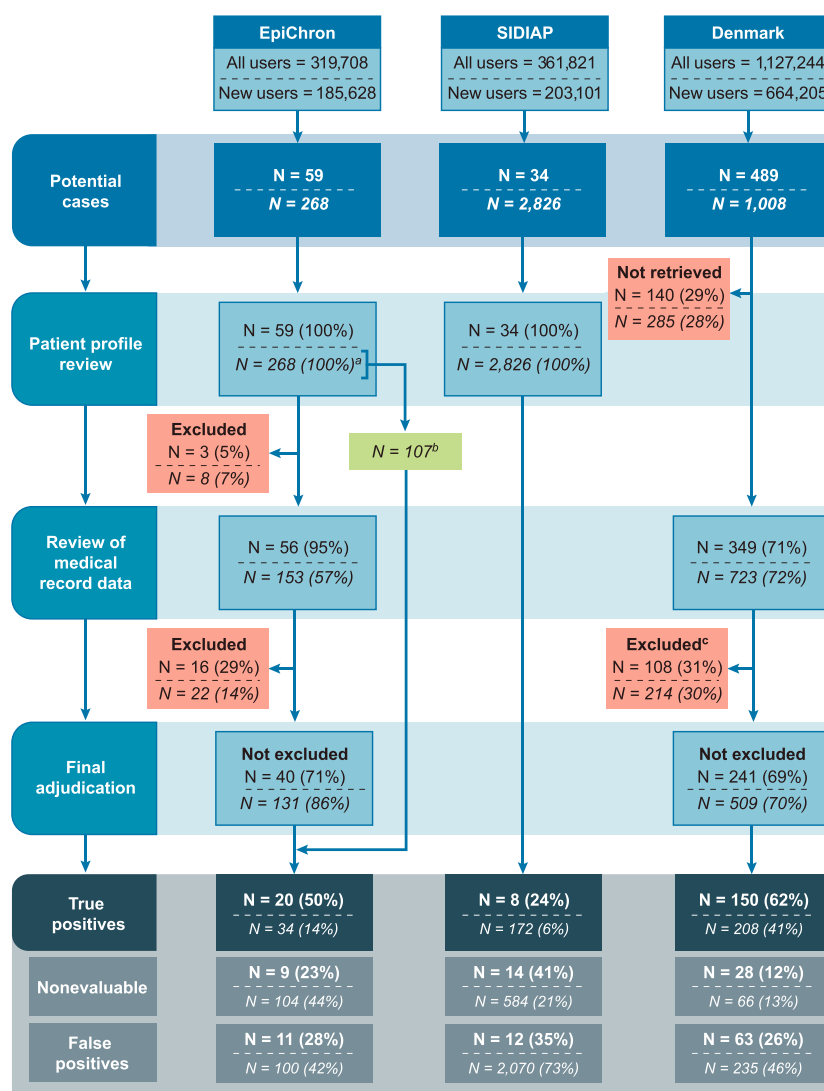 EpiChron
All users = 319,708
New users = 185,628
SIDIAP
All users = 361,821
New users = 203,101
Denmark
All users = 1,127,244
New users = 664,205
Potential
cases
N = 59
N = 268
N = 34
N = 2,826
N = 489
N = 1,008
Not retrieved
N = 140 (29%)
N = 285 (28%)
Patient profile
review
N = 59 (100%)
N = 268 (100%)a
N = 34 (100%)
N = 2,826 (100%)
Excluded
N = 3 (5%)
N = 8 (7%)
N = 107b
Review of
medical
record data
N = 56 (95%)
N = 153 (57%)
N = 349 (71%)
N = 723 (72%)
Excluded
N = 16 (29%)
N = 22 (14%)
Excludedc
N = 108 (31%)
N = 214 (30%)
Final
adjudication
Not excluded
N = 40 (71%)
N = 131 (86%)
Not excluded
N = 241 (69%)
N = 509 (70%)
True
positives
N = 20 (50%)
N = 34 (14%)
N = 8 (24%)
N = 172 (6%)
N = 150 (62%)
N = 208 (41%)
Nonevaluable
N = 9 (23%)
N = 104 (44%)
N = 14 (41%)
N = 584 (21%)
N = 28 (12%)
N = 66 (13%)
False
positives
N = 11 (28%)
N = 100 (42%)
N = 12 (35%)
N = 2,070 (73%)
N = 63 (26%)
N = 235 (46%)